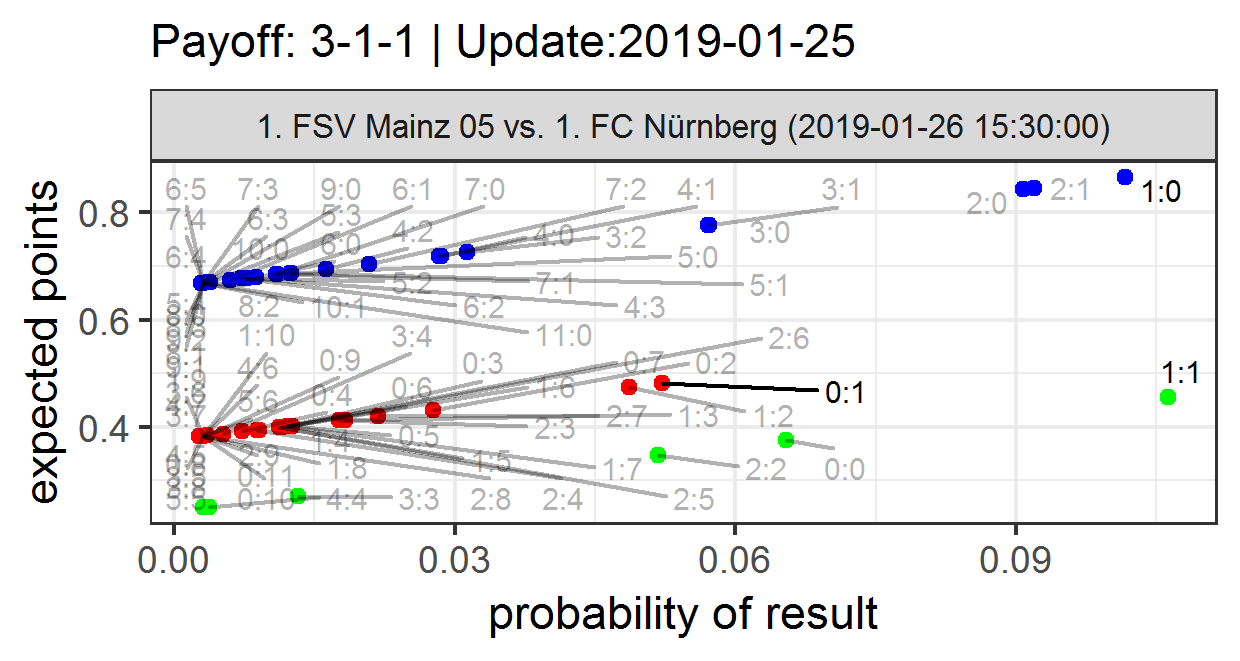 Payoff: 3-1-1 | Update:2019-01-25
1. FSV Mainz 05 vs. 1. FC Nürnberg (2019-01-26 15:30:00)
expected points
0.8
0.6
0.4
6:5 7:3 9:0 6:1 7:0 7:2 4:1 3:1 2:0 2:1 1:0
7:4 6:3 5:3
10:0 6:0 4:2 4:0 3:2 3:0
6:4 5:2 7:1 5:0 5:1
8:2 10:1 6:2 4:3
11:0
1:10 3:4 2:6
9:1 4:6 0:9 0:3 0:7 0:2 1:1
5:6 0:4 0:6 1:6 0:1
3:7 1:4 0:5 2:3 2:7 1:3 1:2
2:9 1:8 1:5 1:7 2:2 0:0
0:11
0:10 4:4 3:3 2:8 2:4 2:5
0.00 0.03 0.06 0.09
probability of result